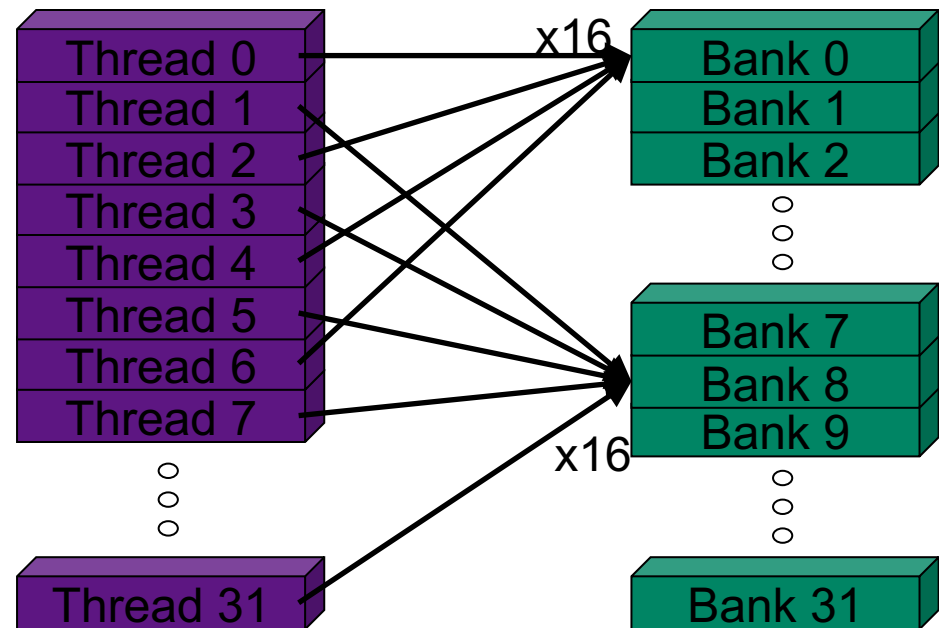 Thread 0
Thread 1
Thread 2
Thread 3
Thread 4
Thread 5
Thread 6
Thread 7
Thread 31
x16
x16
Bank 0
Bank 1
Bank 2
Bank 7
Bank 8
Bank 9
Bank 31